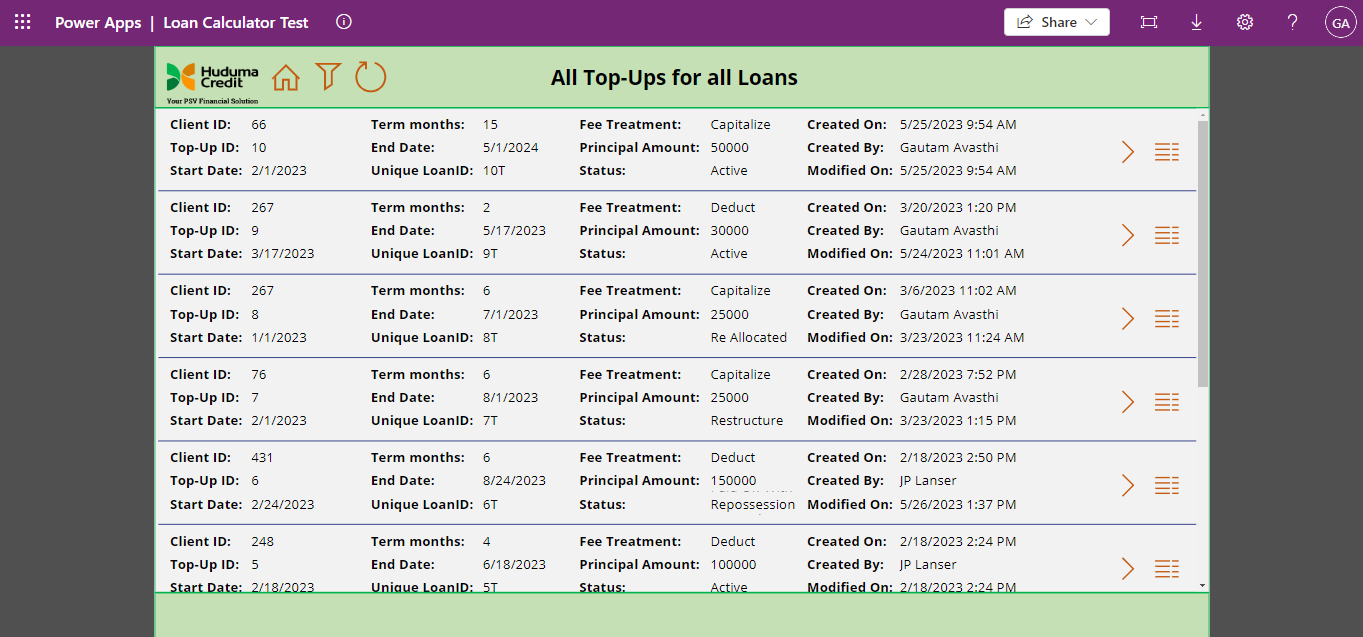 Power Apps | Loan Calculator Test
Share
?
GA
Huduma
Credit
Your PSV Financial Solution
All Top-Ups for all Loans
Client ID: 66 Term months: 15 Fee Treatment: Capitalize Created On: 5/25/2023 9:54 AM
Top-Up ID: 10 End Date: 5/1/2024 Principal Amount: 50000 Created By: Gautam Avasthi
Start Date: 2/1/2023 Unique LoanID: 10T Status: Active Modified On: 5/25/2023 9:54 AM
Client ID: 267 Term months: 2 Fee Treatment: Deduct Created On: 3/20/2023 1:20 PM
Top-Up ID: 9 End Date: 5/17/2023 Principal Amount: 30000 Created By: Gautam Avasthi
Start Date: 3/17/2023 Unique LoanID: 9T Status: Active Modified On: 5/24/2023 11:01 AM
Client ID: 267 Term months: 6 Fee Treatment: Capitalize Created On: 3/6/2023 11:02 AM
Top-Up ID: 8 End Date: 7/1/2023 Principal Amount: 25000 Created By: Gautam Avasthi
Start Date: 1/1/2023 Unique LoanID: 8T Status: Re Allocated Modified On: 3/23/2023 11:24 AM
Client ID: 76 Term months: 6 Fee Treatment: Capitalize Created On: 2/28/2023 7:52 PM
Top-Up ID: 7 End Date: 8/1/2023 Principal Amount: 25000 Created By: Gautam Avasthi
Start Date: 2/1/2023 Unique LoanID: 7T Status: Restructure Modified On: 3/23/2023 1:15 PM
Client ID: 431 Term months: 6 Fee Treatment: Deduct Created On: 2/18/2023 2:50 PM
Top-Up ID: 6 End Date: 8/24/2023 Principal Amount: 150000 Created By: JP Lanser
Start Date: 2/24/2023 Unique LoanID: 6T Status: Repossession Modified On: 5/26/2023 1:37 PM
Client ID: 248 Term months: 4 Fee Treatment: Deduct Created On: 2/18/2023 2:24 PM
Top-Up ID: 5 End Date: 6/18/2023 Principal Amount: 100000 Created By: JP Lanser
Start Date: 2/18/2023 Unique LoanID: 5T Status: Active Modified On: 2/18/2023 2:24 PM